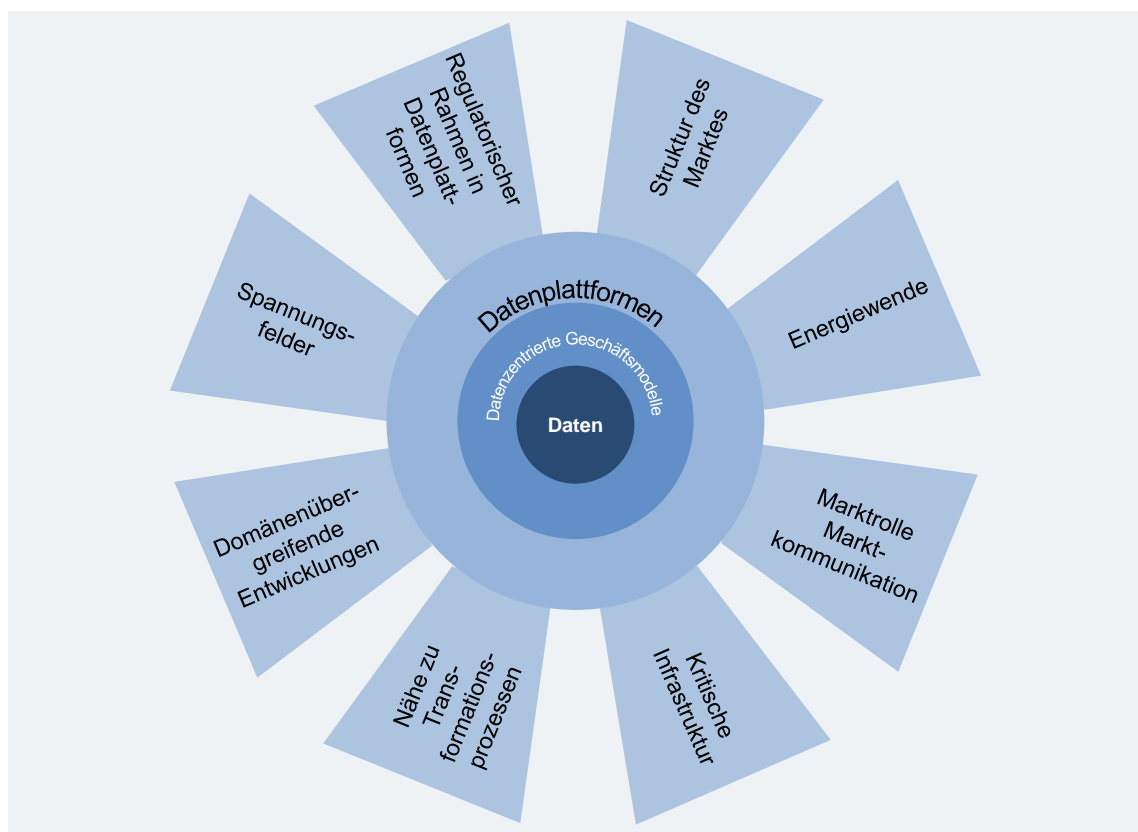 Regulatorischer
Rahmen in
Datenplatt-
formen
Struktur des
Marktes
Energiewende
Marktrolle
Markt-
kommunikation
Kritische
Infrastruktur
Nähe zu
Trans-
formations-
prozessen
Domänenüber-
greifende
Entwicklungen
Spannungs-
felder
Datenplattformen
Datenzentrierte Geschäftsmodelle
Daten